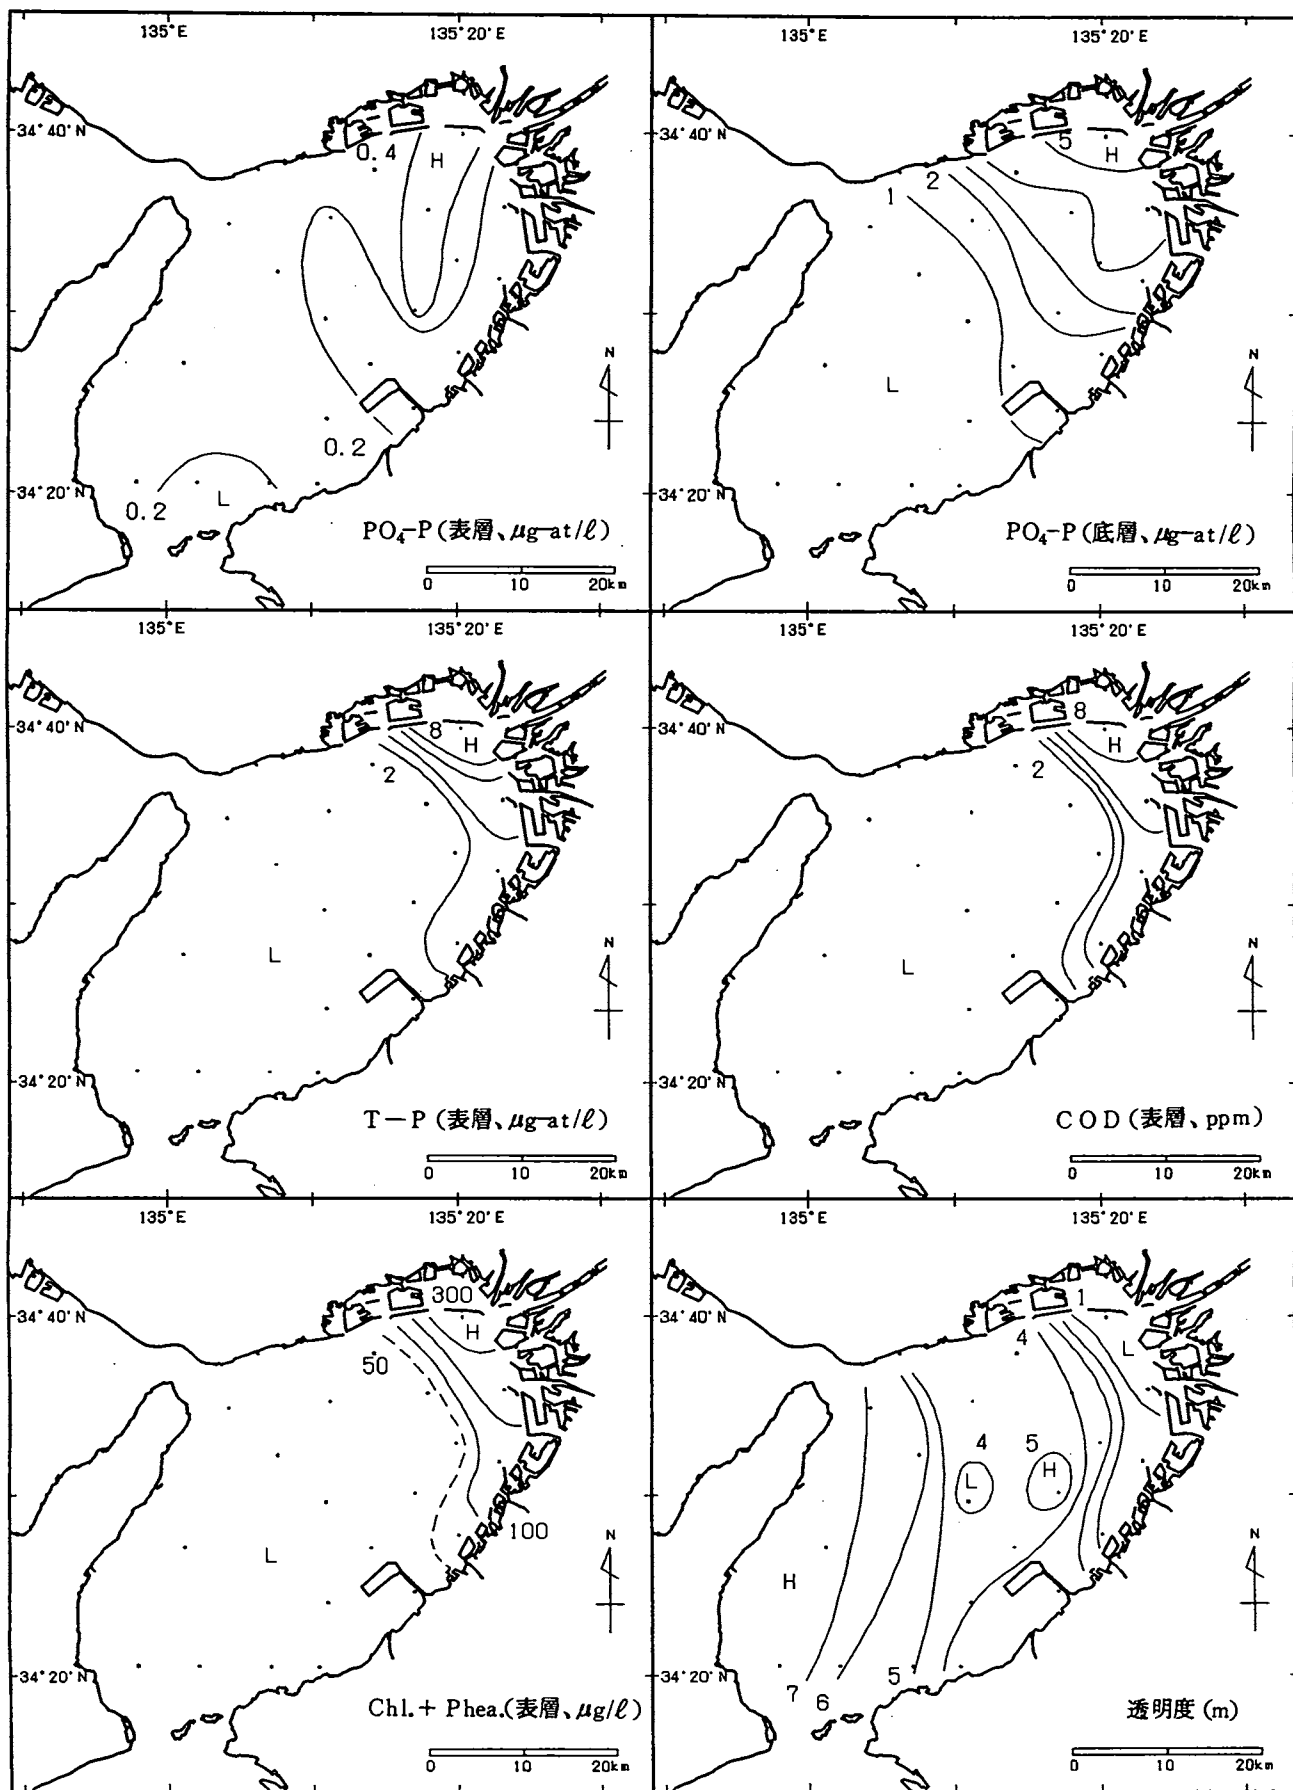 135°E
135°20′E
34°40′N
0.4
H
N
0.2
34°20′N
0.2
L
PO₄-P (表層、μg-at/ℓ)
0 10 20km
135°E
135°20′E
34°40′N
5
H
2
1
L
N
34°20′N
PO₄-P (底層、μg-at/ℓ)
0 10 20km
135°E
135°20′E
34°40′N
8
H
2
L
N
34°20′N
T-P (表層、μg-at/ℓ)
0 10 20km
135°E
135°20′E
34°40′N
8
H
2
L
N
34°20′N
COD (表層、ppm)
0 10 20km
135°E
135°20′E
34°40′N
300
H
50
100
L
N
34°20′N
Chl.+ Phea.(表層、μg/ℓ)
0 10 20km
135°E
135°20′E
34°40′N
1
4
L
4
5
L
H
H
N
34°20′N
5
7
6
透明度 (m)
0 10 20km